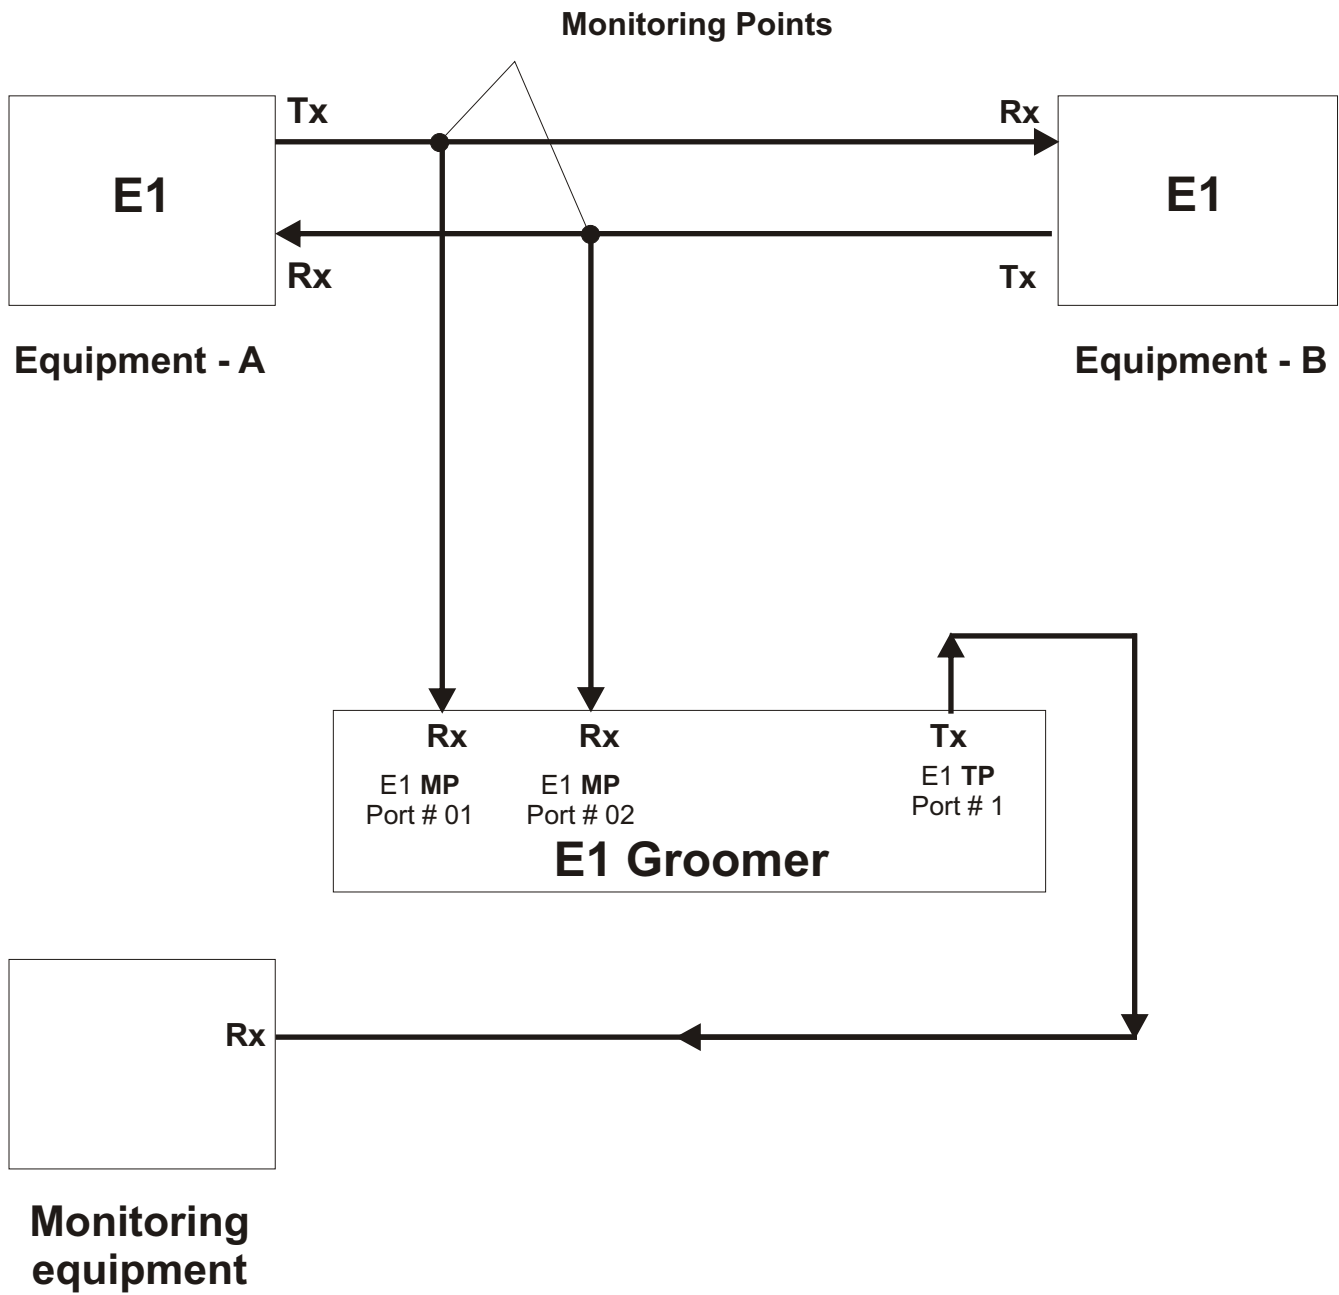 Monitoring Points
Tx
Rx
E1
E1
Rx
Tx
Equipment - A
Equipment - B
Rx
Rx
Tx
E1 MP
Port # 01
E1 MP
Port # 02
E1 TP
Port # 1
E1 Groomer
Rx
Monitoring
equipment